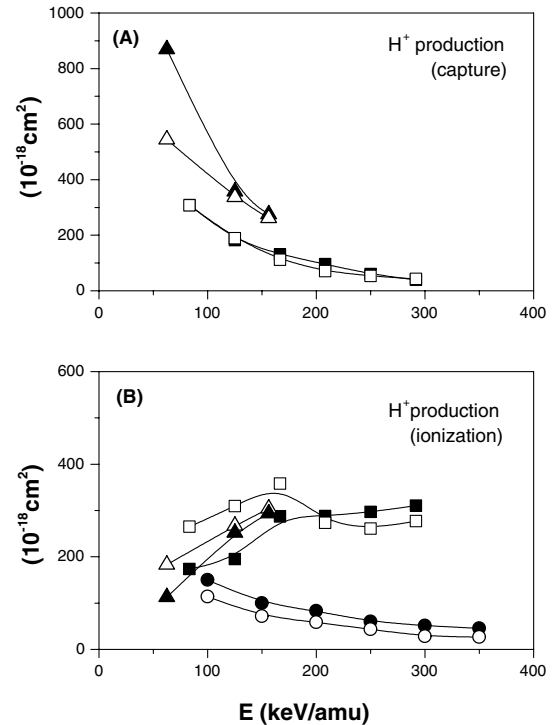 (A)
H⁺ production
(capture)
1000
800
600
400
200
0
(10⁻¹⁸cm²)
0 100 200 300 400
(B)
H⁺production
(ionization)
600
400
200
0
(10⁻¹⁸cm²)
0 100 200 300 400
E (keV/amu)